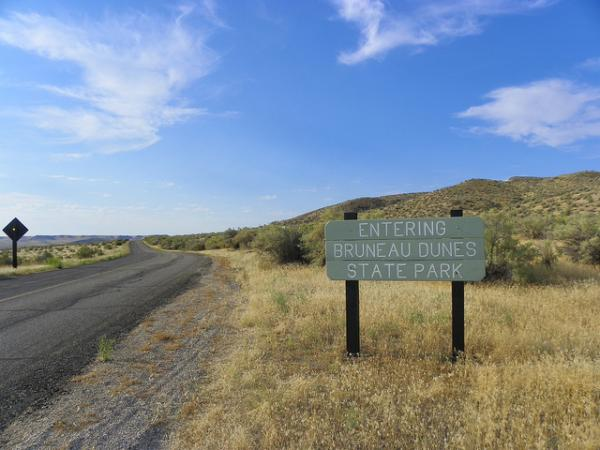 ENTERING
BRUNEAU DUNES
STATE PARK